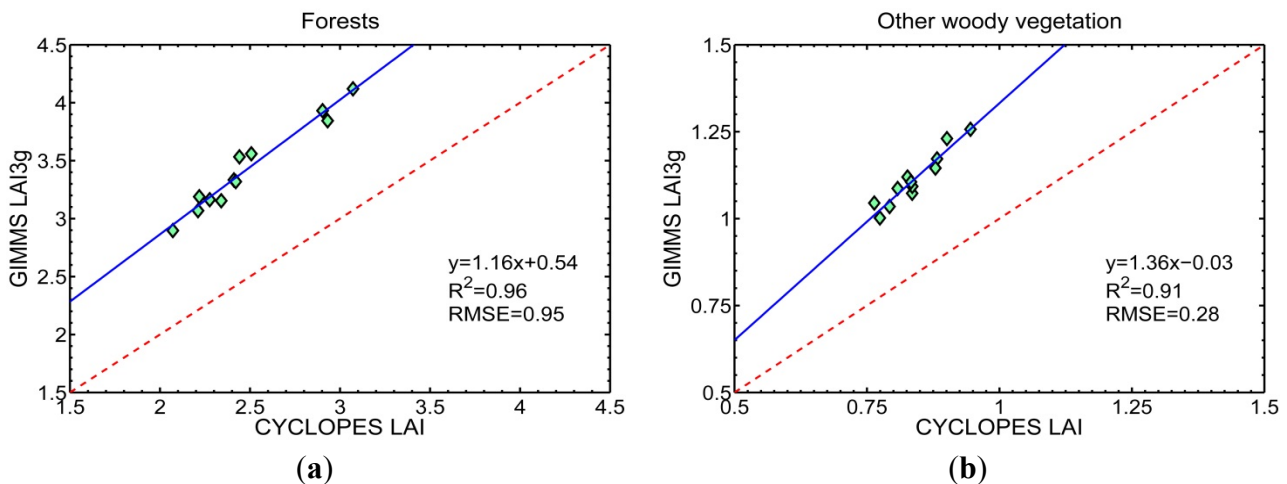 Forests
4.5
4
3.5
3
2.5
2
1.5
GIMMS LAI3g
y=1.16x+0.54
R²=0.96
RMSE=0.95
1.5 2 2.5 3 3.5 4 4.5
CYCLOPES LAI
(a)
Other woody vegetation
1.5
1.25
1
0.75
0.5
GIMMS LAI3g
y=1.36x−0.03
R²=0.91
RMSE=0.28
0.5 0.75 1 1.25 1.5
CYCLOPES LAI
(b)